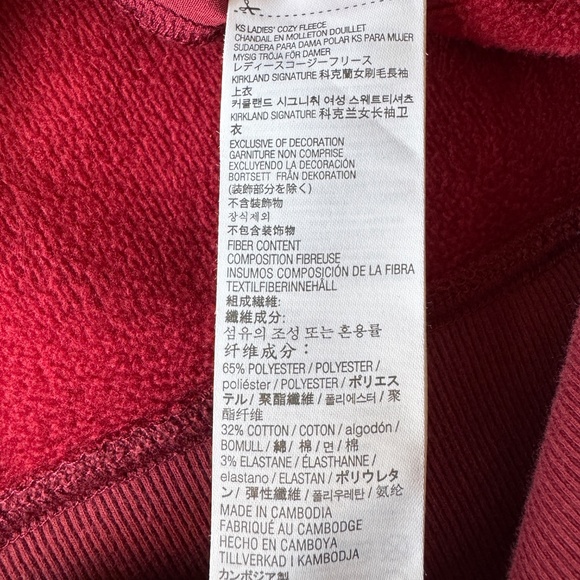 KS LADIES' COZY FLEECE
CHANDAIL EN MOLLETON DOUILLET
SUDADERA PARA DAMA POLAR KS PARA MUJER
MYSIG TRÖJA FÖR DAMER
レディースコージーフリース
KIRKLAND SIGNATURE 科克蘭女刷毛長袖
上衣
커클랜드 시그니춰 여성 스웨트티셔츠
KIRKLAND SIGNATURE 科克兰女长袖卫
衣
EXCLUSIVE OF DECORATION
GARNITURE NON COMPRISE
EXCLUYENDO LA DECORACIÓN
BORTSETT FRÅN DEKORATION
(装飾部分を除く)
不含裝飾物
장식제외
不包含装饰物
FIBER CONTENT
COMPOSITION FIBREUSE
INSUMOS COMPOSICIÓN DE LA FIBRA
TEXTILFIBERINNEHÅLL
組成繊維:
纖維成分:
섬유의 조성 또는 혼용률
纤维成分:
65% POLYESTER / POLYESTER /
poliéster / POLYESTER / ポリエス
テル / 聚酯纖維 / 폴리에스터 / 聚
酯纤维
32% COTTON / COTON / algodón /
BOMULL / 綿 / 棉 / 면 / 棉
3% ELASTANE / ÉLASTHANNE /
elastano / ELASTAN / ポリウレタ
ン / 彈性纖維 / 폴리우레탄 / 氨纶
MADE IN CAMBODIA
FABRIQUÉ AU CAMBODGE
HECHO EN CAMBOYA
TILLVERKAD I KAMBODJA
カンボジア製